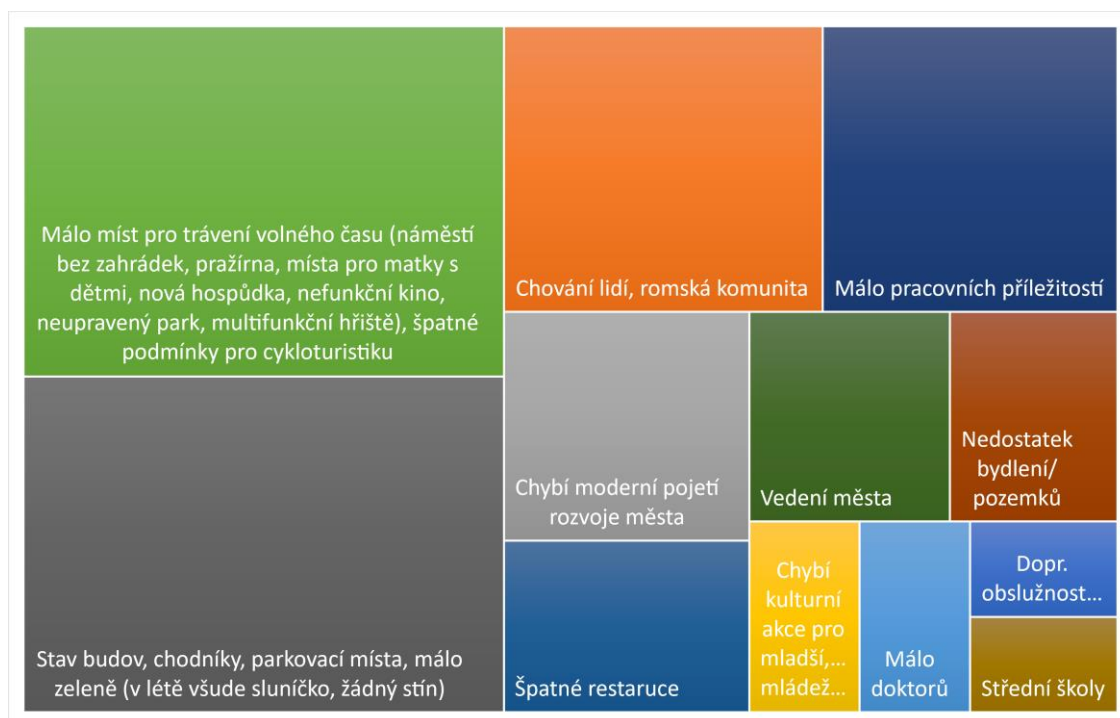 Málo míst pro trávení volného času (náměstí
bez zahrádek, pražírna, místa pro matky s
dětmi, nová hospůdka, nefunkční kino,
neupravený park, multifunkční hřiště), špatné
podmínky pro cykloturistiku
Chování lidí, romská komunita
Málo pracovních příležitostí
Stav budov, chodníky, parkovací místa, málo
zeleně (v létě všude sluníčko, žádný stín)
Chybí moderní pojetí
rozvoje města
Vedení města
Nedostatek
bydlení/
pozemků
Špatné restaruce
Chybí
kulturní
akce pro
mladší,...
mládež...
Málo
doktorů
Dopr.
obslužnost...
Střední školy